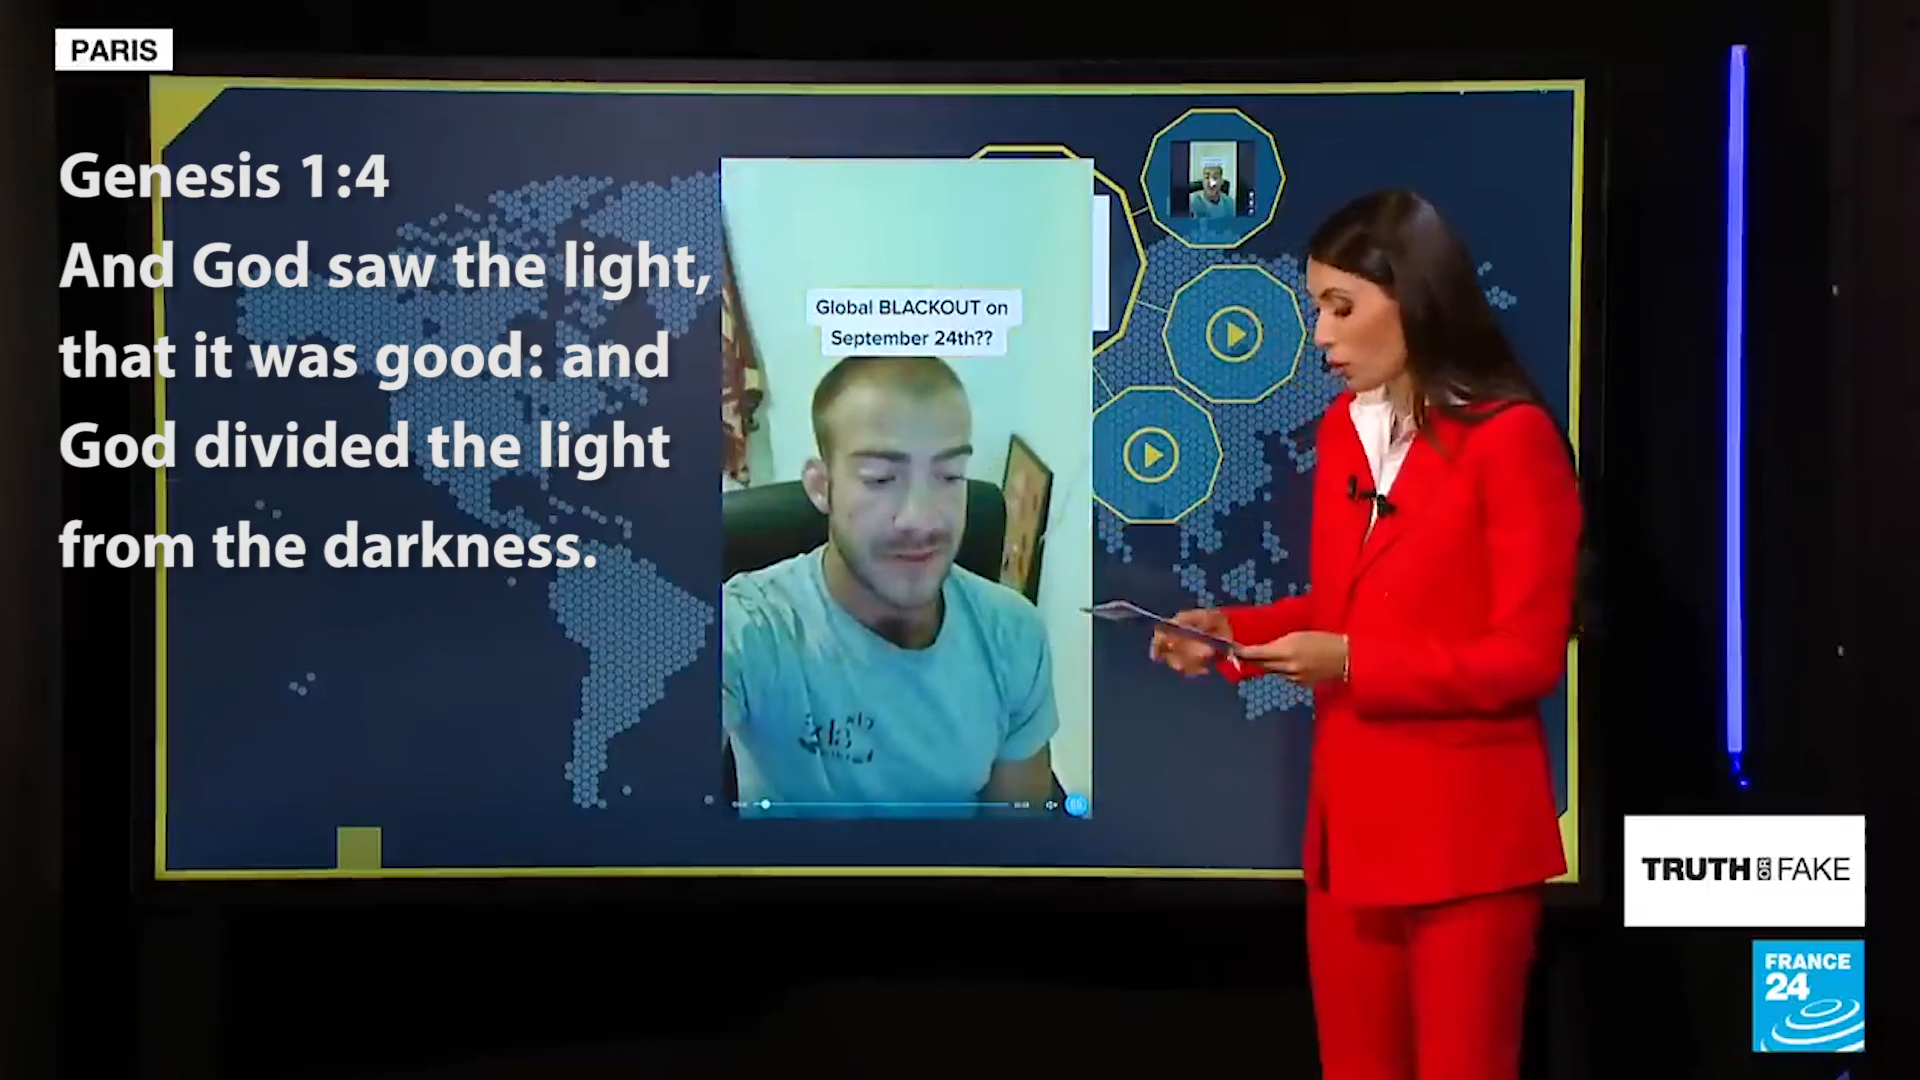 PARIS
Genesis 1:4
And God saw the light,
that it was good: and
God divided the light
from the darkness.
Global BLACKOUT on
September 24th??
TRUTH OR FAKE
FRANCE
24